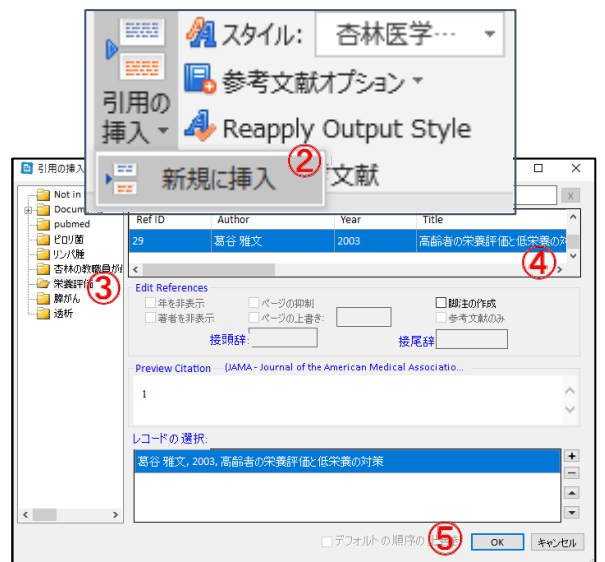 スタイル: 杏林医学…
参考文献オプション
引用の
挿入
Reapply Output Style
②
新規に挿入
文献
引用の挿入
x
Not in
Docum
pubmed
ピロリ菌
リンパ腫
杏林の教職員が
③
栄養評価
膵がん
透析
Ref ID Author Year Title
29 葛谷 雅文 2003 高齢者の栄養評価と低栄養の対
④
Edit References
年を非表示 ページの抑制 脚注の作成
著者を非表示 ページの上書き: 参考文献のみ
接頭辞: 接尾辞
Preview Citation (JAMA - Journal of the American Medical Associatio...
1
レコードの選択:
葛谷 雅文, 2003, 高齢者の栄養評価と低栄養の対策
デフォルトの順序の
⑤
OK キャンセル